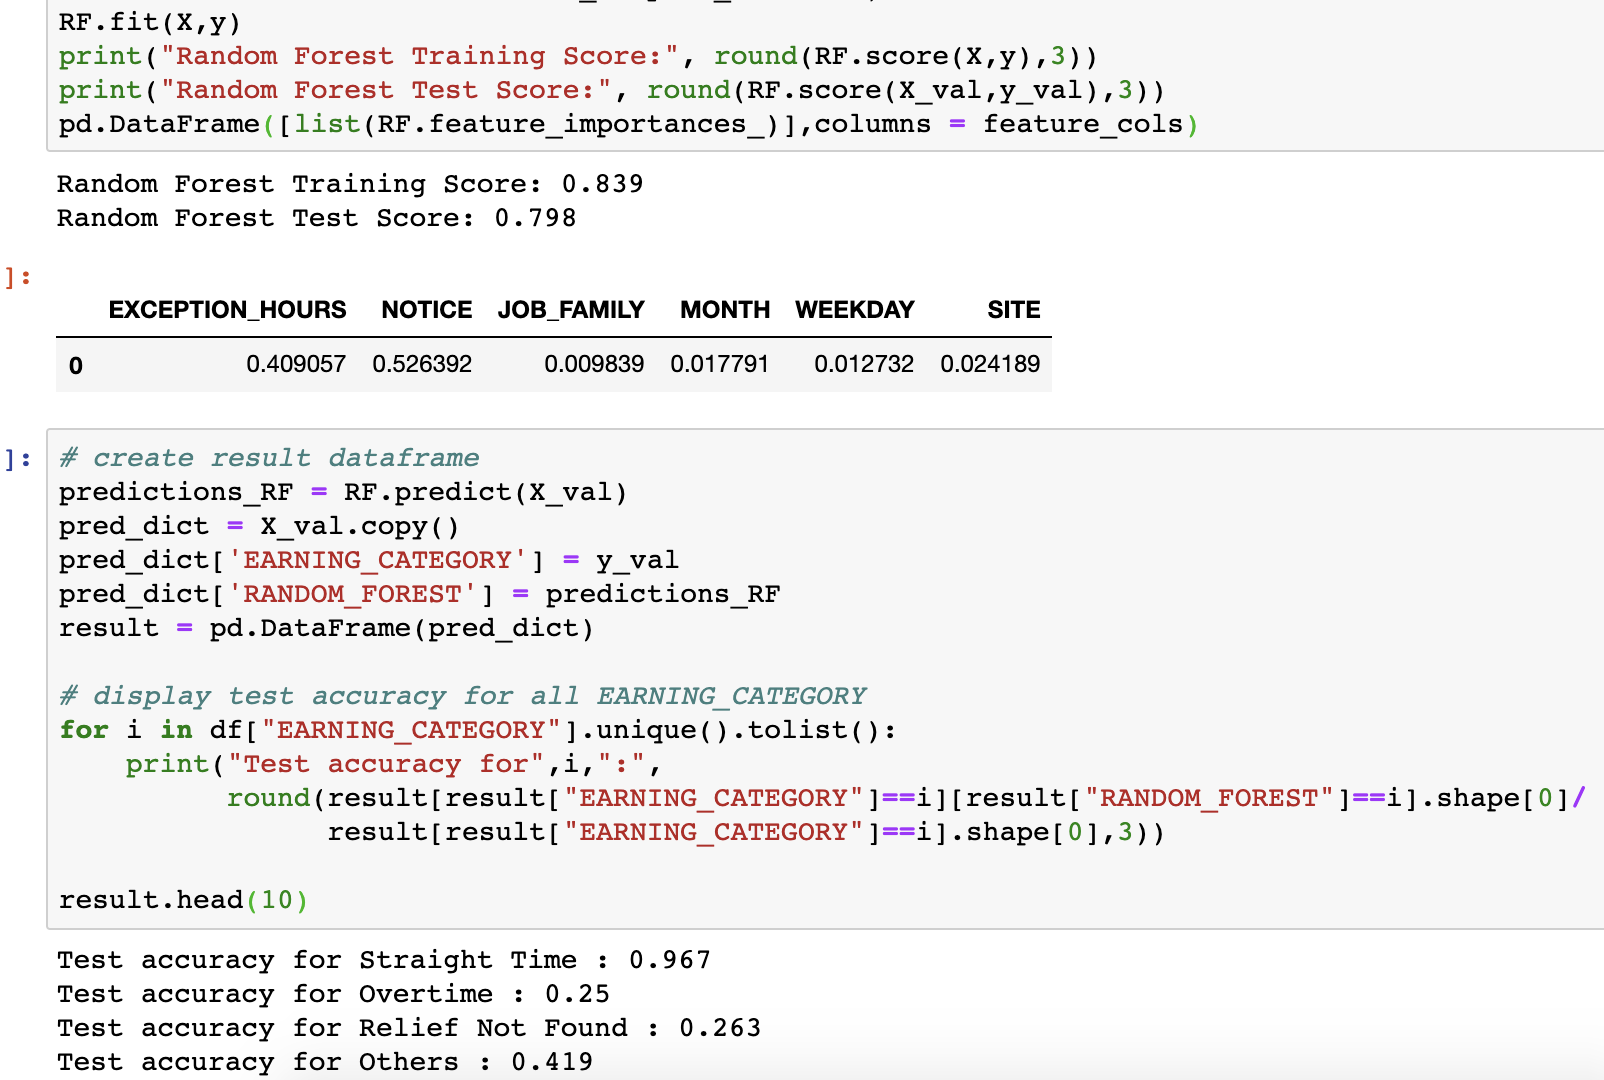 RF.fit(X,y)
print("Random Forest Training Score:", round(RF.score(X,y),3))
print("Random Forest Test Score:", round(RF.score(X_val,y_val),3))
pd.DataFrame([list(RF.feature_importances_)],columns = feature_cols)
Random Forest Training Score: 0.839
Random Forest Test Score: 0.798
]:
EXCEPTION_HOURS NOTICE JOB_FAMILY MONTH WEEKDAY SITE
0 0.409057 0.526392 0.009839 0.017791 0.012732 0.024189
]:
# create result dataframe
predictions_RF = RF.predict(X_val)
pred_dict = X_val.copy()
pred_dict['EARNING_CATEGORY'] = y_val
pred_dict['RANDOM_FOREST'] = predictions_RF
result = pd.DataFrame(pred_dict)
# display test accuracy for all EARNING_CATEGORY
for i in df["EARNING_CATEGORY"].unique().tolist():
print("Test accuracy for",i,":",
round(result[result["EARNING_CATEGORY"]==i][result["RANDOM_FOREST"]==i].shape[0]/
result[result["EARNING_CATEGORY"]==i].shape[0],3))
result.head(10)
Test accuracy for Straight Time : 0.967
Test accuracy for Overtime : 0.25
Test accuracy for Relief Not Found : 0.263
Test accuracy for Others : 0.419